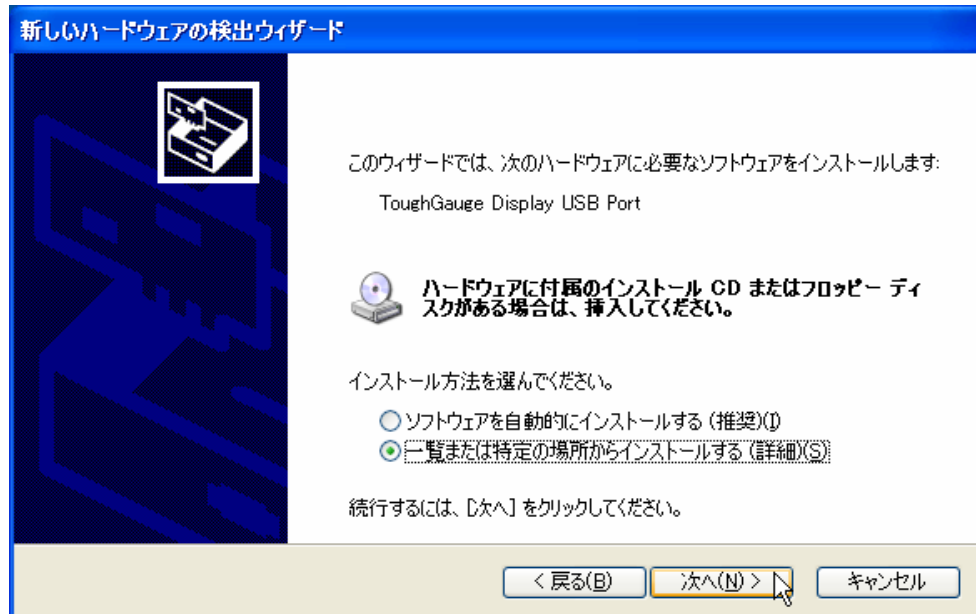 新しいハードウェアの検出ウィザード
このウィザードでは、次のハードウェアに必要なソフトウェアをインストールします:
ToughGauge Display USB Port
ハードウェアに付属のインストール CD またはフロッピー ディ
スクがある場合は、挿入してください。
インストール方法を選んでください。
ソフトウェアを自動的にインストールする (推奨)(I)
一覧または特定の場所からインストールする (詳細)(S)
続行するには、[次へ] をクリックしてください。
< 戻る(B) 次へ(N) > キャンセル